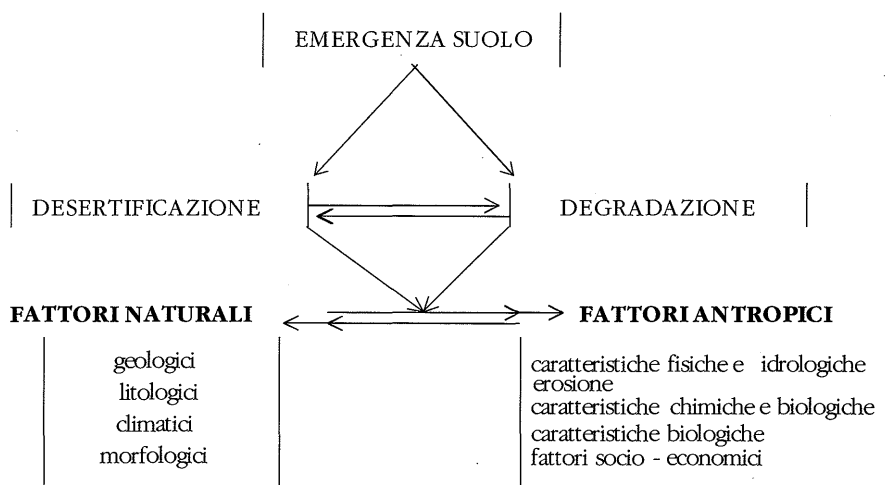 EMERGENZA SUOLO
DESERTIFICAZIONE
DEGRADAZIONE
FATTORI NATURALI
FATTORI ANTROPICI
geologici
litologici
climatici
morfologici
caratteristiche fisiche e idrologiche
erosione
caratteristiche chimiche e biologiche
caratteristiche biologiche
fattori socio - economici